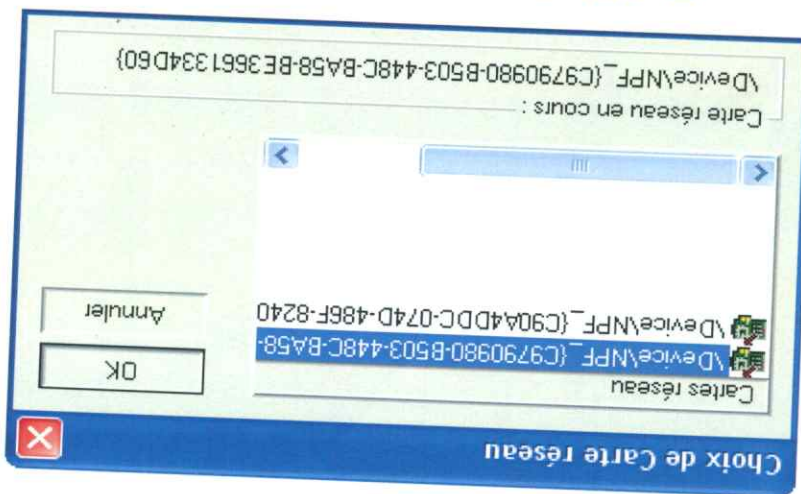 Choix de Carte réseau
Cartes réseau
\Device\NPF_{C9790980-B503-448C-BA58-
\Device\NPF_{C90A4DDC-074D-486F-8240
OK
Annuler
Carte réseau en cours :
\Device\NPF_{C9790980-B503-448C-BA58-BE3661334D60}